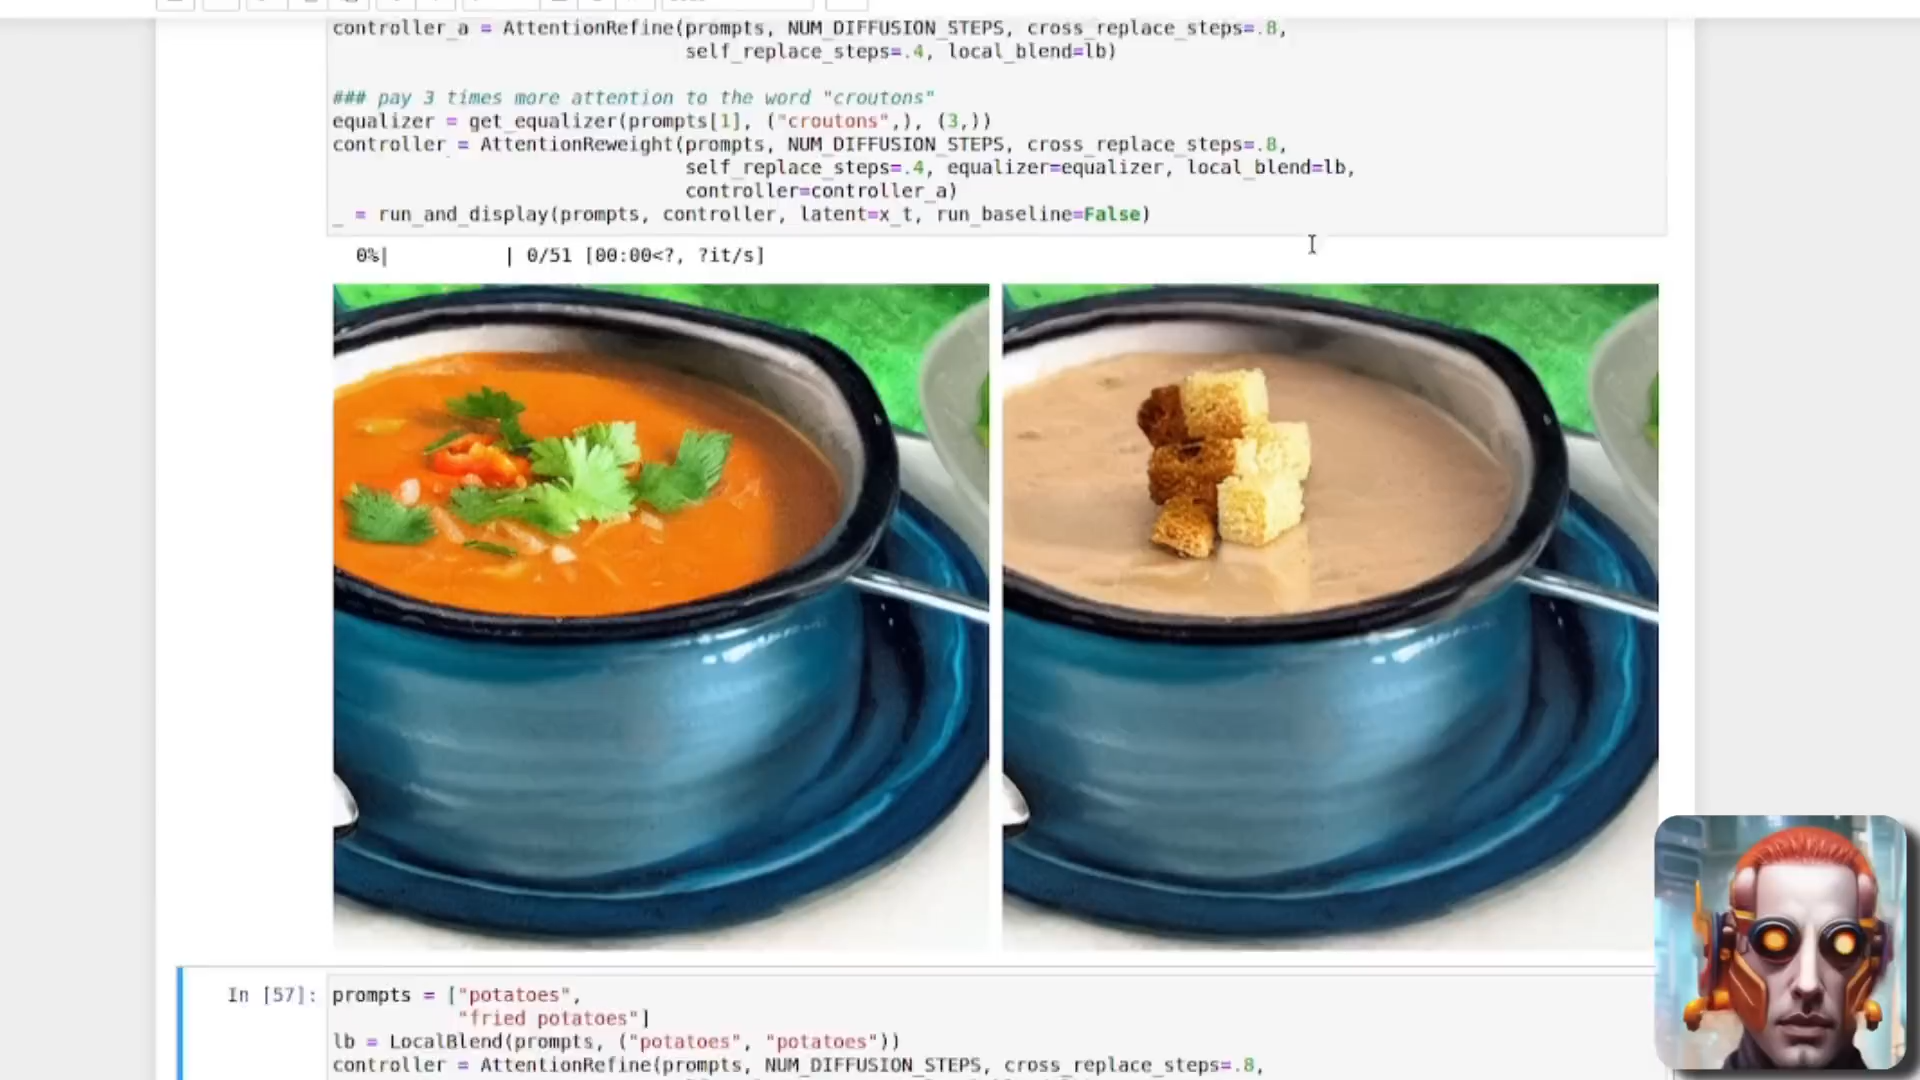 controller_a = AttentionRefine(prompts, NUM_DIFFUSION_STEPS, cross_replace_steps=.8,
self_replace_steps=.4, local_blend=lb)
### pay 3 times more attention to the word "croutons"
equalizer = get_equalizer(prompts[1], ("croutons",), (3,))
controller = AttentionReweight(prompts, NUM_DIFFUSION_STEPS, cross_replace_steps=.8,
self_replace_steps=.4, equalizer=equalizer, local_blend=lb,
controller=controller_a)
_ = run_and_display(prompts, controller, latent=x_t, run_baseline=False)
0%| | 0/51 [00:00<?, ?it/s]
In [57]: prompts = ["potatoes",
"fried potatoes"]
lb = LocalBlend(prompts, ("potatoes", "potatoes"))
controller = AttentionRefine(prompts, NUM_DIFFUSION_STEPS, cross_replace_steps=.8,